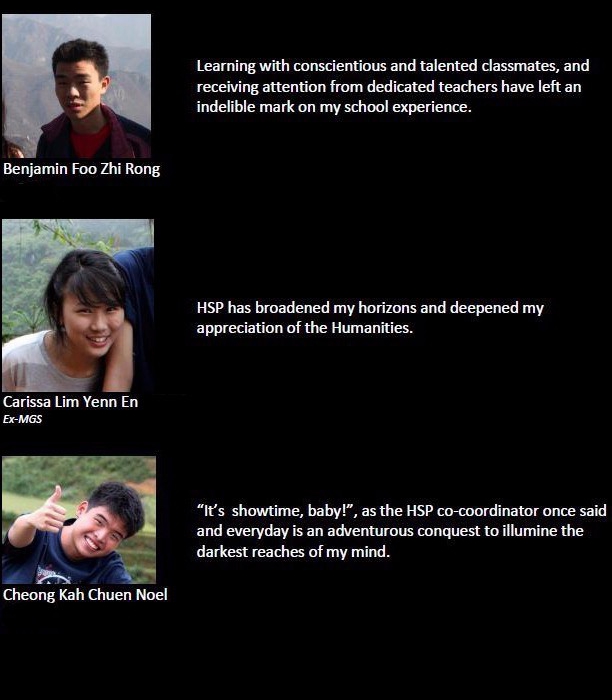 Learning with conscientious and talented classmates, and
receiving attention from dedicated teachers have left an
indelible mark on my school experience.
Benjamin Foo Zhi Rong
HSP has broadened my horizons and deepened my
appreciation of the Humanities.
Carissa Lim Yenn En
Ex-MGS
“It’s showtime, baby!”, as the HSP co-coordinator once said
and everyday is an adventurous conquest to illumine the
darkest reaches of my mind.
Cheong Kah Chuen Noel